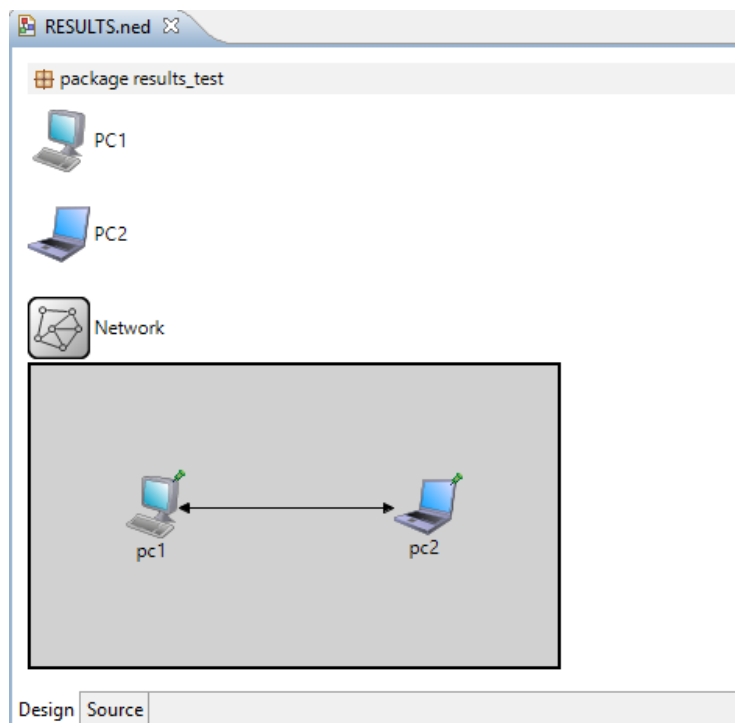 RESULTS.ned
package results_test
PC1
PC2
Network
pc1
pc2
Design Source